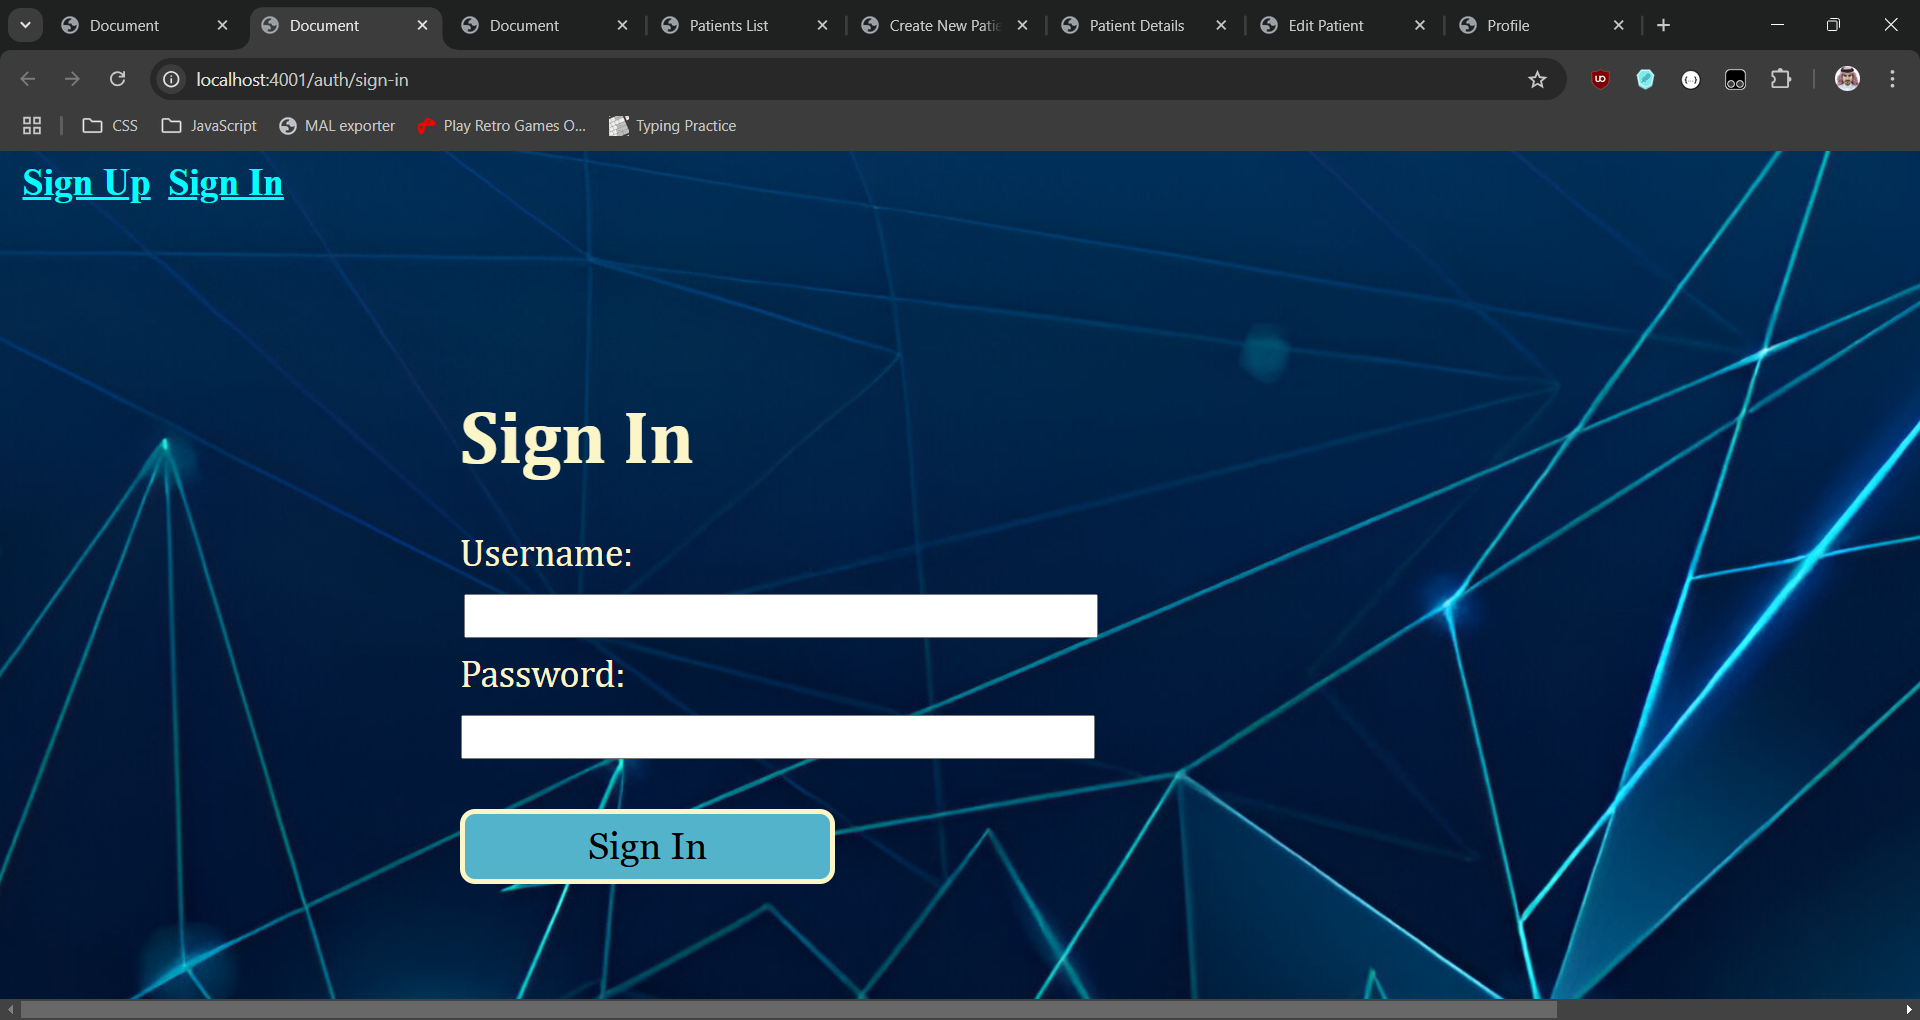 Document
Document
Document
Patients List
Create New Patie
Patient Details
Edit Patient
Profile
localhost:4001/auth/sign-in
CSS
JavaScript
MAL exporter
Play Retro Games O...
Typing Practice
Sign Up Sign In
Sign In
Username:
Password:
Sign In